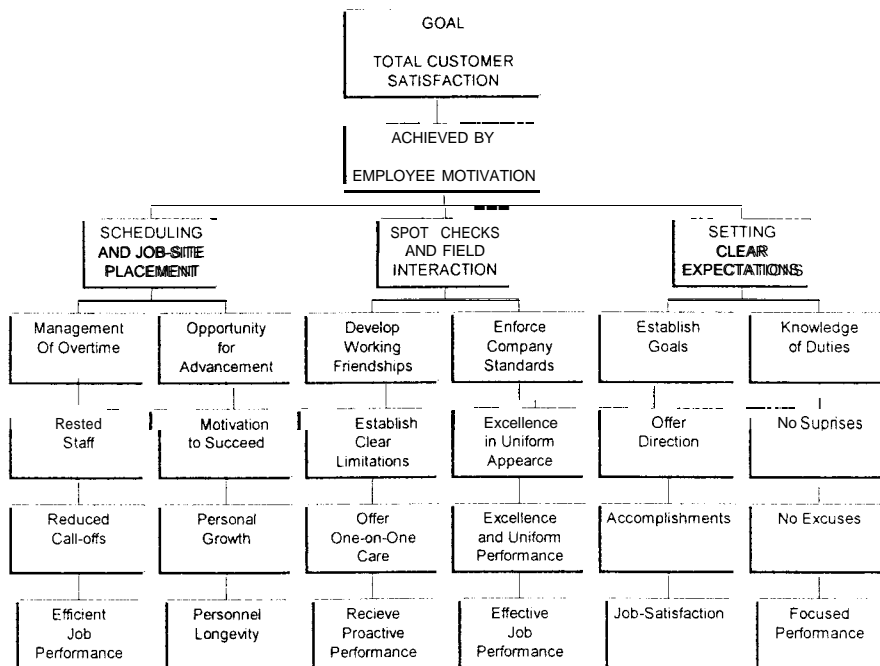 GOAL
TOTAL CUSTOMER
SATISFACTION
ACHIEVED BY
EMPLOYEE MOTIVATION
SCHEDULING
AND JOB-SITE
PLACEMENT
SPOT CHECKS
AND FIELD
INTERACTION
SETTING
CLEAR
EXPECTATIONS
Management
Of Overtime
Opportunity
for
Advancement
Develop
Working
Friendships
Enforce
Company
Standards
Establish
Goals
Knowledge
of Duties
Rested
Staff
Motivation
to Succeed
Establish
Clear
Limitations
Excellence
in Uniform
Appearce
Offer
Direction
No Suprises
Reduced
Call-offs
Personal
Growth
Offer
One-on-One
Care
Excellence
and Uniform
Performance
Accomplishments
No Excuses
Efficient
Job
Performance
Personnel
Longevity
Recieve
Proactive
Performance
Effective
Job
Performance
Job-Satisfaction
Focused
Performance